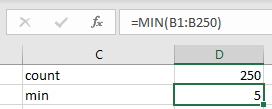 fx =MIN(B1:B250)
C D
count 250
min 5